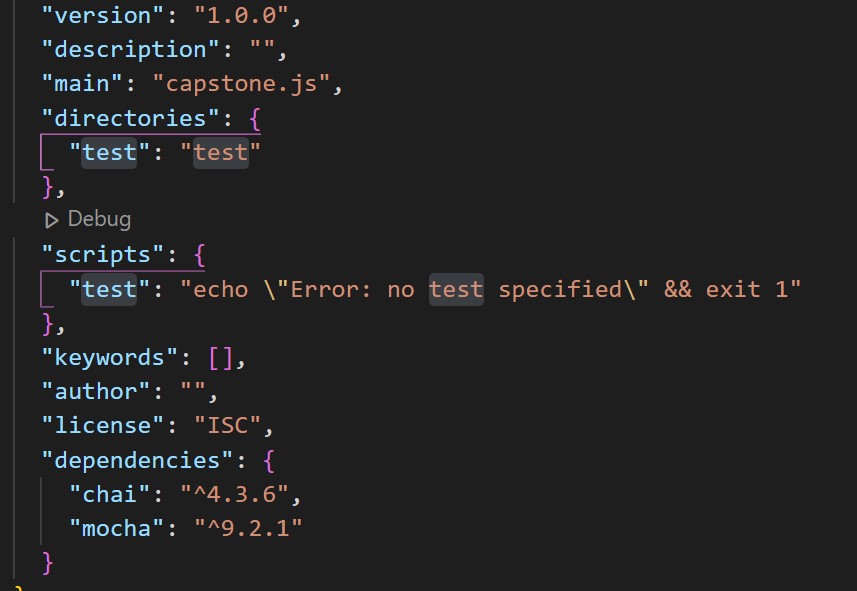 "version": "1.0.0",
"description": "",
"main": "capstone.js",
"directories": {
"test": "test"
},
Debug
"scripts": {
"test": "echo \"Error: no test specified\" && exit 1"
},
"keywords": [],
"author": "",
"license": "ISC",
"dependencies": {
"chai": "^4.3.6",
"mocha": "^9.2.1"
}
}